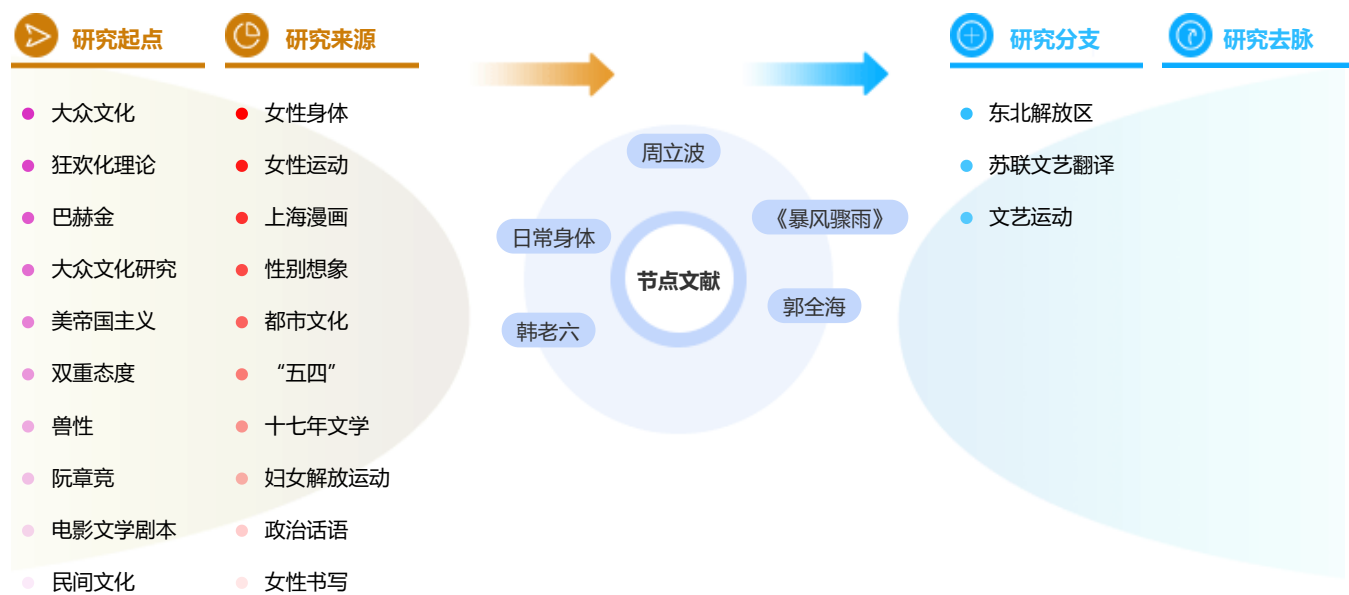 研究起点
研究来源
研究分支
研究去脉
大众文化
狂欢化理论
巴赫金
大众文化研究
美帝国主义
双重态度
兽性
阮章竞
电影文学剧本
民间文化
女性身体
女性运动
上海漫画
性别想象
都市文化
“五四”
十七年文学
妇女解放运动
政治话语
女性书写
周立波
《暴风骤雨》
日常身体
节点文献
郭全海
韩老六
东北解放区
苏联文艺翻译
文艺运动